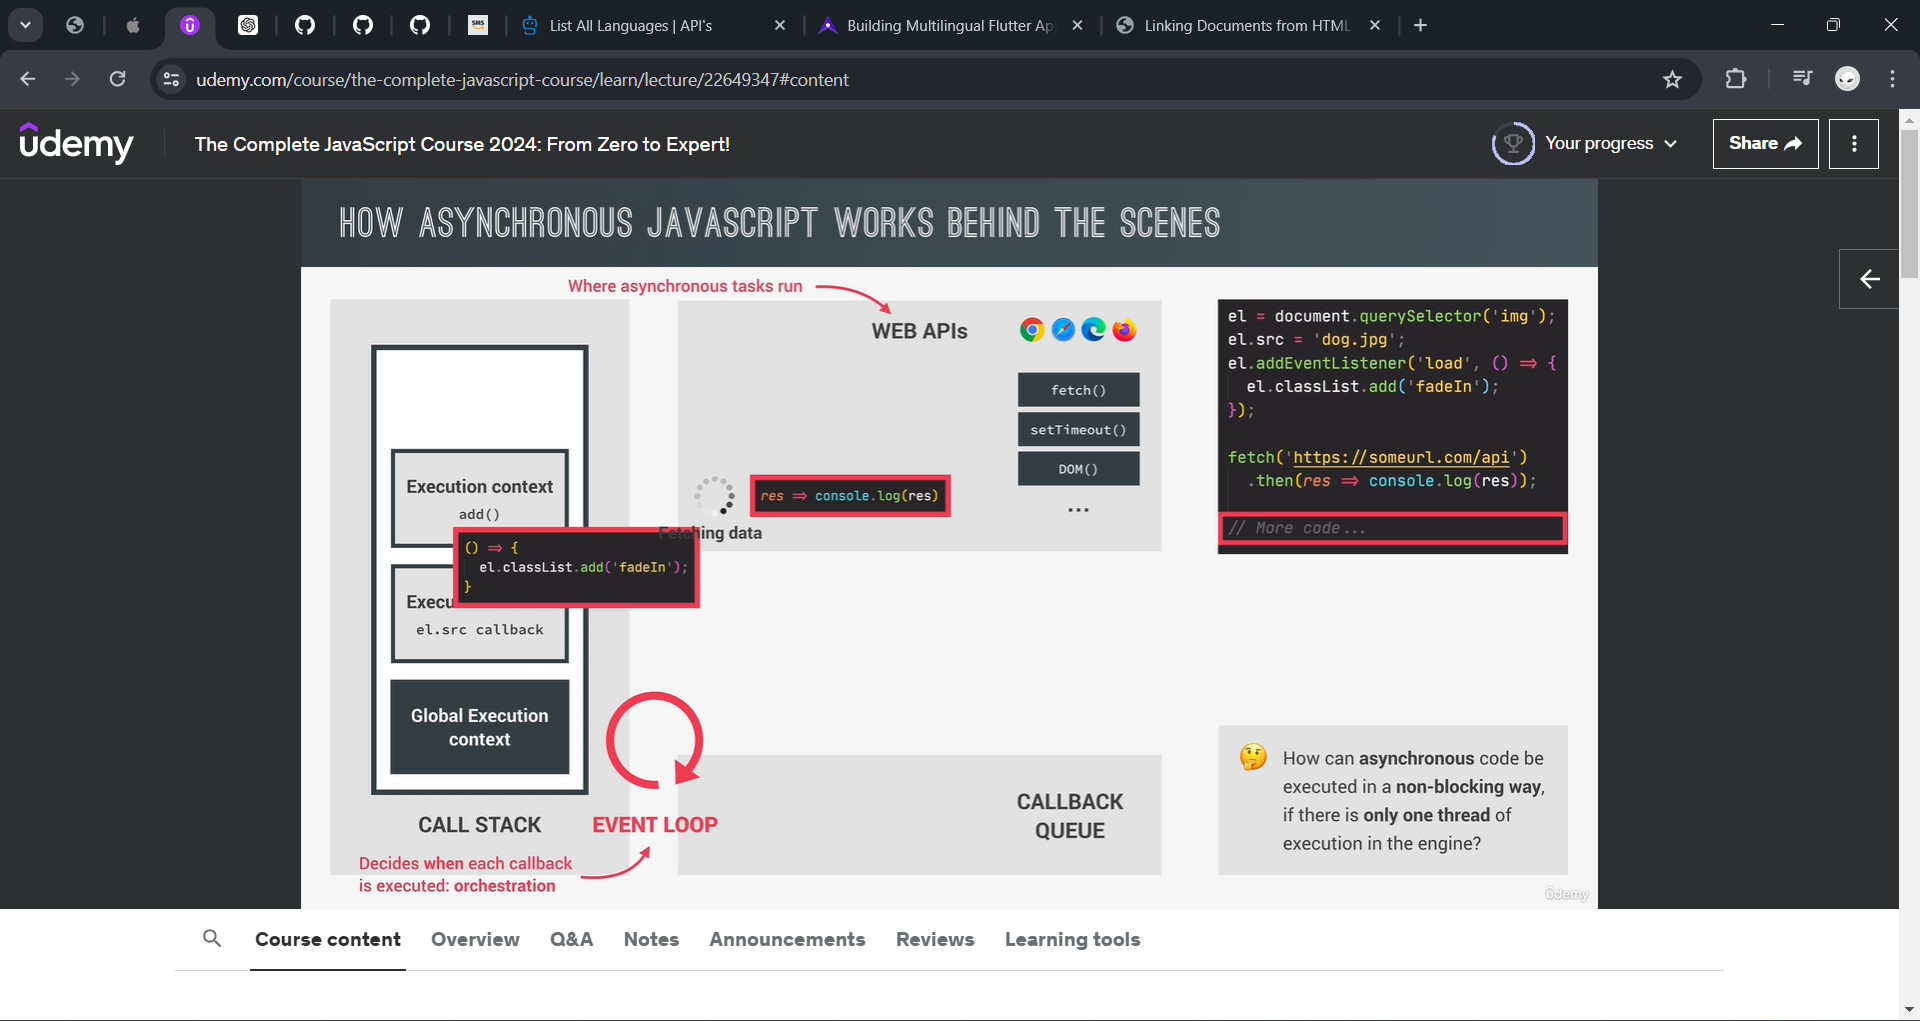 List All Languages | API's
Building Multilingual Flutter Ap
Linking Documents from HTML
SMS
udemy.com/course/the-complete-javascript-course/learn/lecture/22649347#content
ûdemy
The Complete JavaScript Course 2024: From Zero to Expert!
Your progress
Share
HOW ASYNCHRONOUS JAVASCRIPT WORKS BEHIND THE SCENES
Where asynchronous tasks run
WEB APIs
fetch()
setTimeout()
DOM()
...
res => console.log(res)
Fetching data
Execution context
add()
() => {
el.classList.add('fadeIn');
}
Execu
el.src callback
Global Execution
context
CALL STACK
EVENT LOOP
Decides when each callback
is executed: orchestration
CALLBACK
QUEUE
el = document.querySelector('img');
el.src = 'dog.jpg';
el.addEventListener('load', () => {
el.classList.add('fadeIn');
});
fetch('https://someurl.com/api')
.then(res => console.log(res));
// More code...
How can asynchronous code be
executed in a non-blocking way,
if there is only one thread of
execution in the engine?
ûdemy
Course content
Overview
Q&A
Notes
Announcements
Reviews
Learning tools